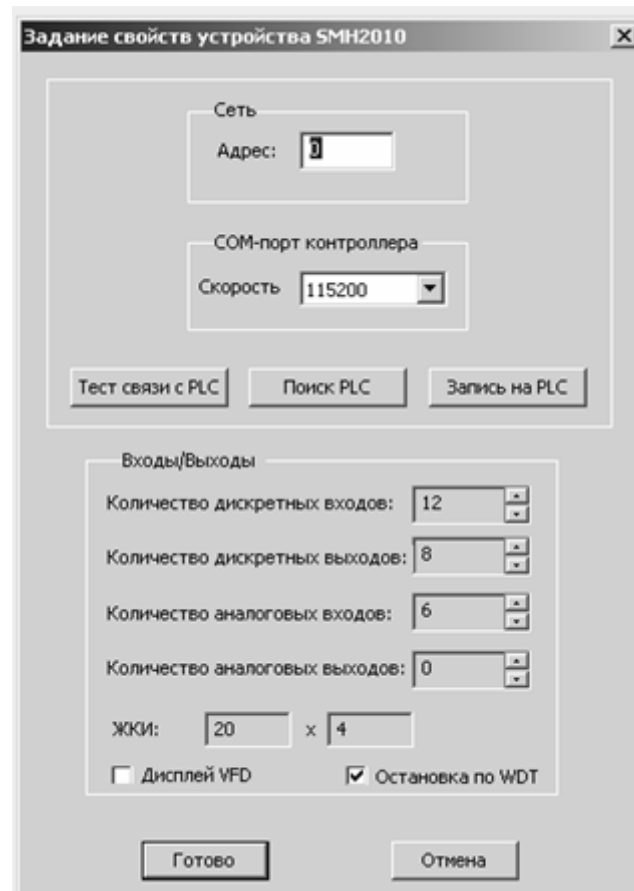 Задание свойств устройства SMH2010
Сеть
Адрес: 0
COM-порт контроллера
Скорость 115200
Тест связи с PLC Поиск PLC Запись на PLC
Входы/Выходы
Количество дискретных входов: 12
Количество дискретных выходов: 8
Количество аналоговых входов: 6
Количество аналоговых выходов: 0
ЖКИ: 20 x 4
Дисплей VFD Остановка по WDT
Готово Отмена